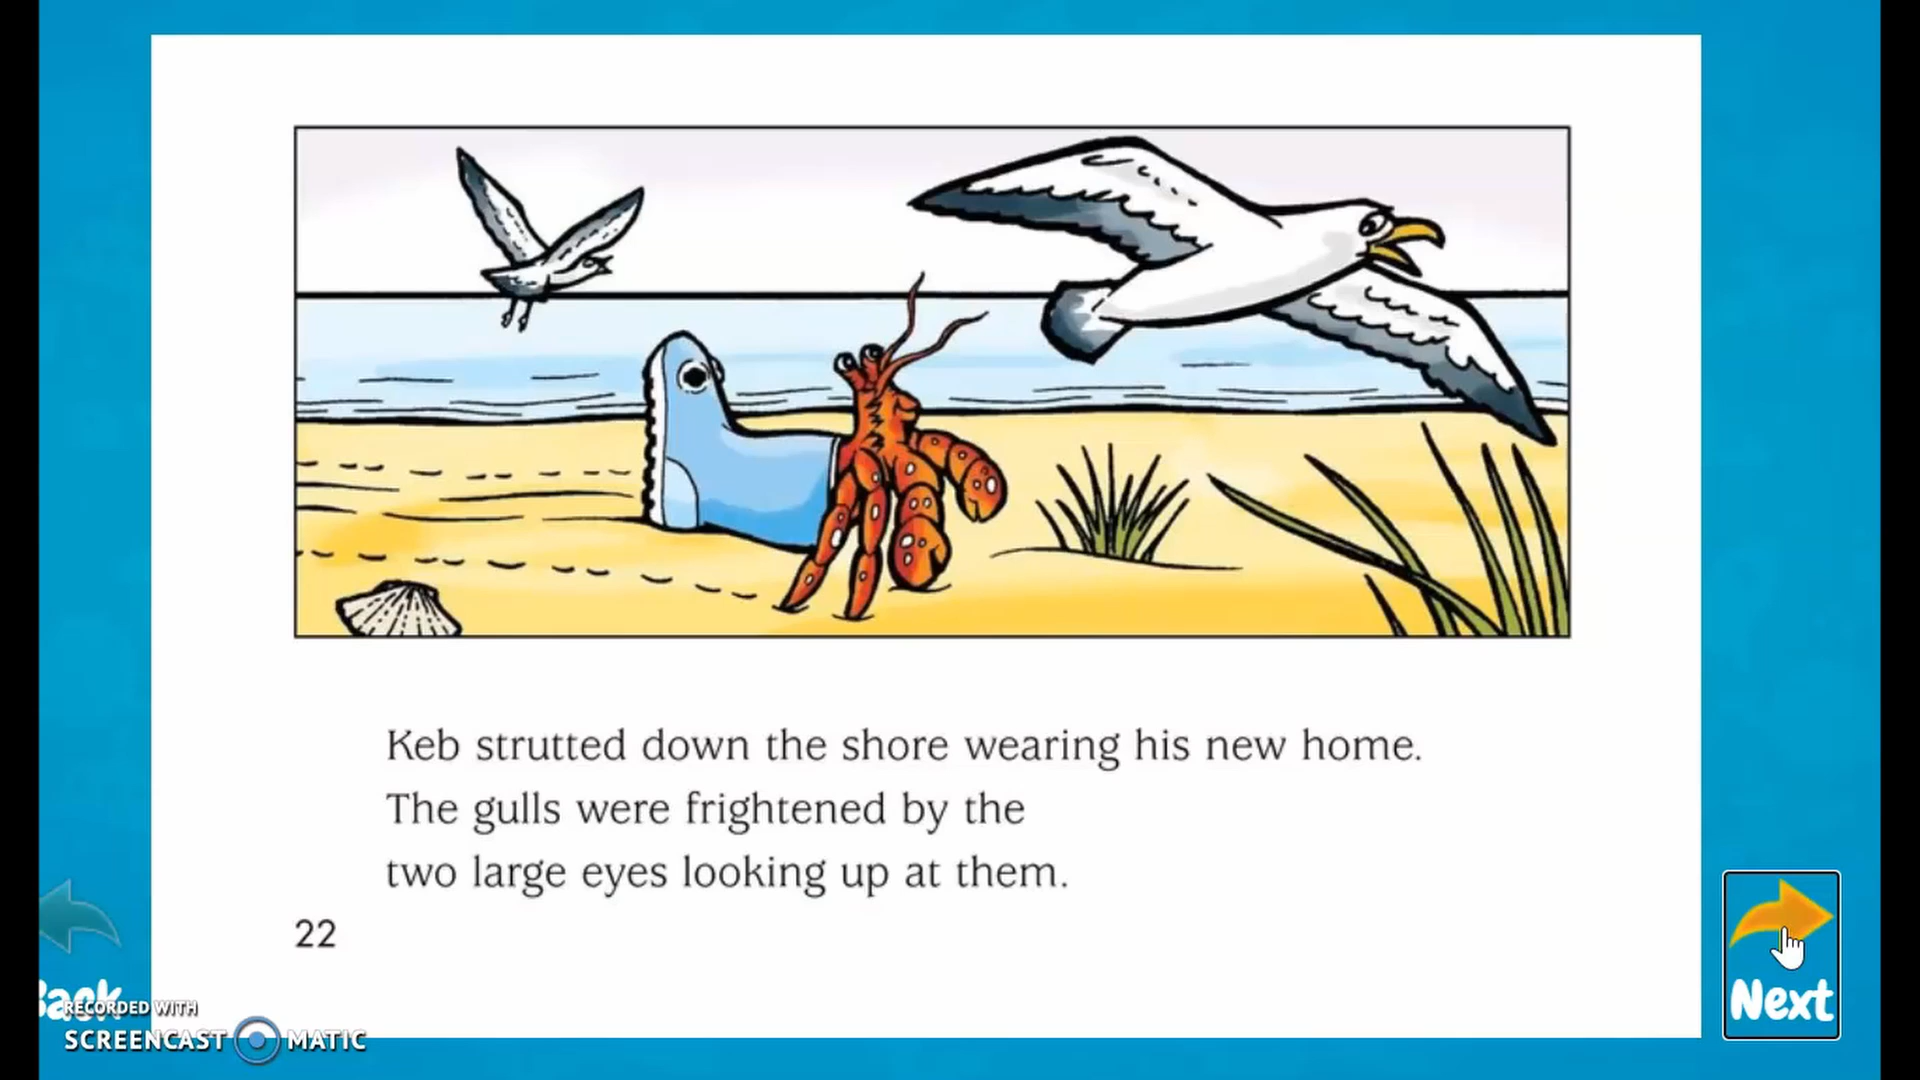 Keb strutted down the shore wearing his new home.
The gulls were frightened by the
two large eyes looking up at them.
22
Back
Next
RECORDED WITH
SCREENCAST MATIC